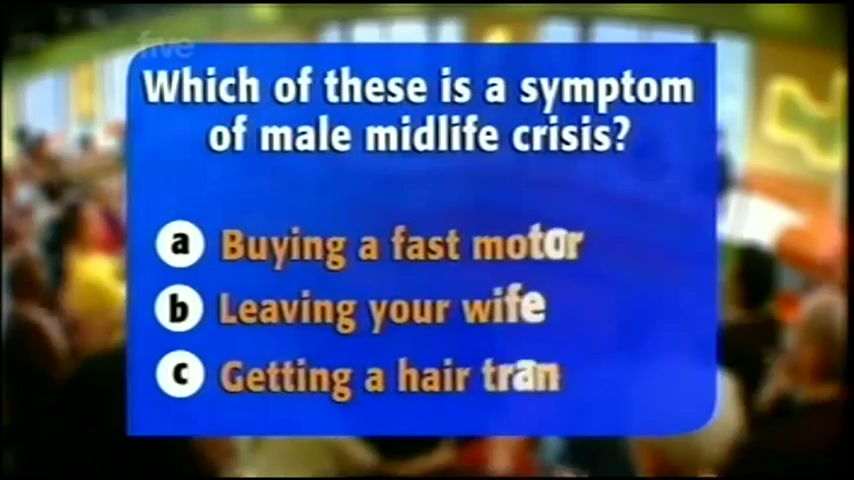 five
Which of these is a symptom
of male midlife crisis?
a Buying a fast motor
b Leaving your wife
c Getting a hair tran